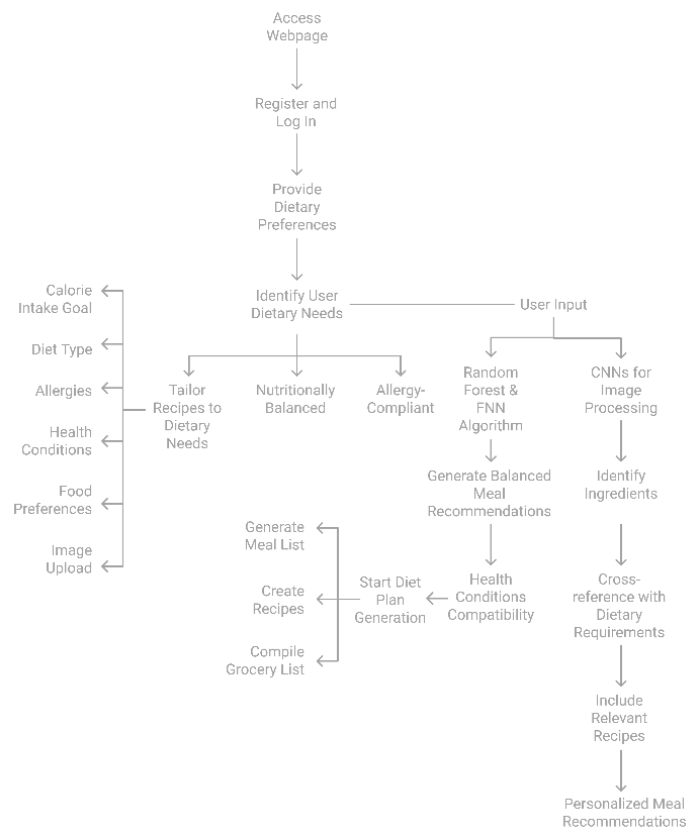 Access
Webpage
Register and
Log In
Provide
Dietary
Preferences
Identify User
Dietary Needs
User Input
Calorie
Intake Goal
Diet Type
Allergies
Health
Conditions
Food
Preferences
Image
Upload
Tailor
Recipes to
Dietary
Needs
Nutritionally
Balanced
Allergy-
Compliant
Random
Forest &
FNN
Algorithm
CNNs for
Image
Processing
Generate Balanced
Meal
Recommendations
Identify
Ingredients
Generate
Meal List
Create
Recipes
Compile
Grocery List
Start Diet
Plan
Generation
Health
Conditions
Compatibility
Cross-
reference with
Dietary
Requirements
Include
Relevant
Recipes
Personalized Meal
Recommendations